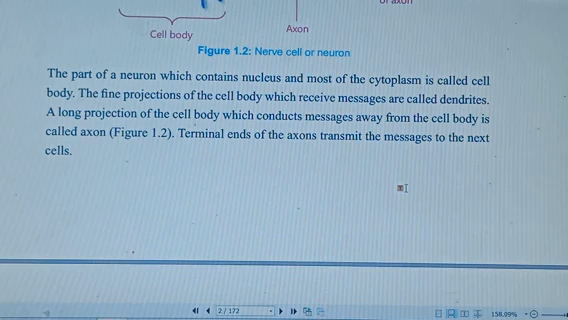 of axon
Axon
Cell body
Figure 1.2: Nerve cell or neuron
The part of a neuron which contains nucleus and most of the cytoplasm is called cell
body. The fine projections of the cell body which receive messages are called dendrites.
A long projection of the cell body which conducts messages away from the cell body is
called axon (Figure 1.2). Terminal ends of the axons transmit the messages to the next
cells.
2 / 172
158.09%